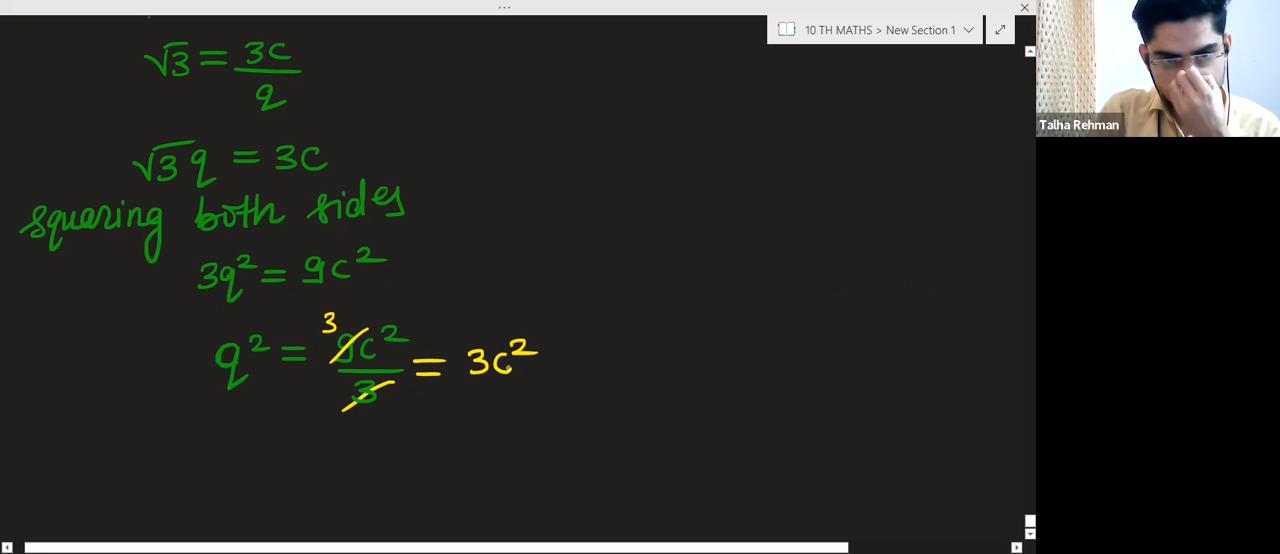 10 TH MATHS > New Section 1
√3 = 3c/q
√3 q = 3c
squaring both sides
3q² = 9c²
q² = 9c²/3 = 3c²
3
Talha Rehman